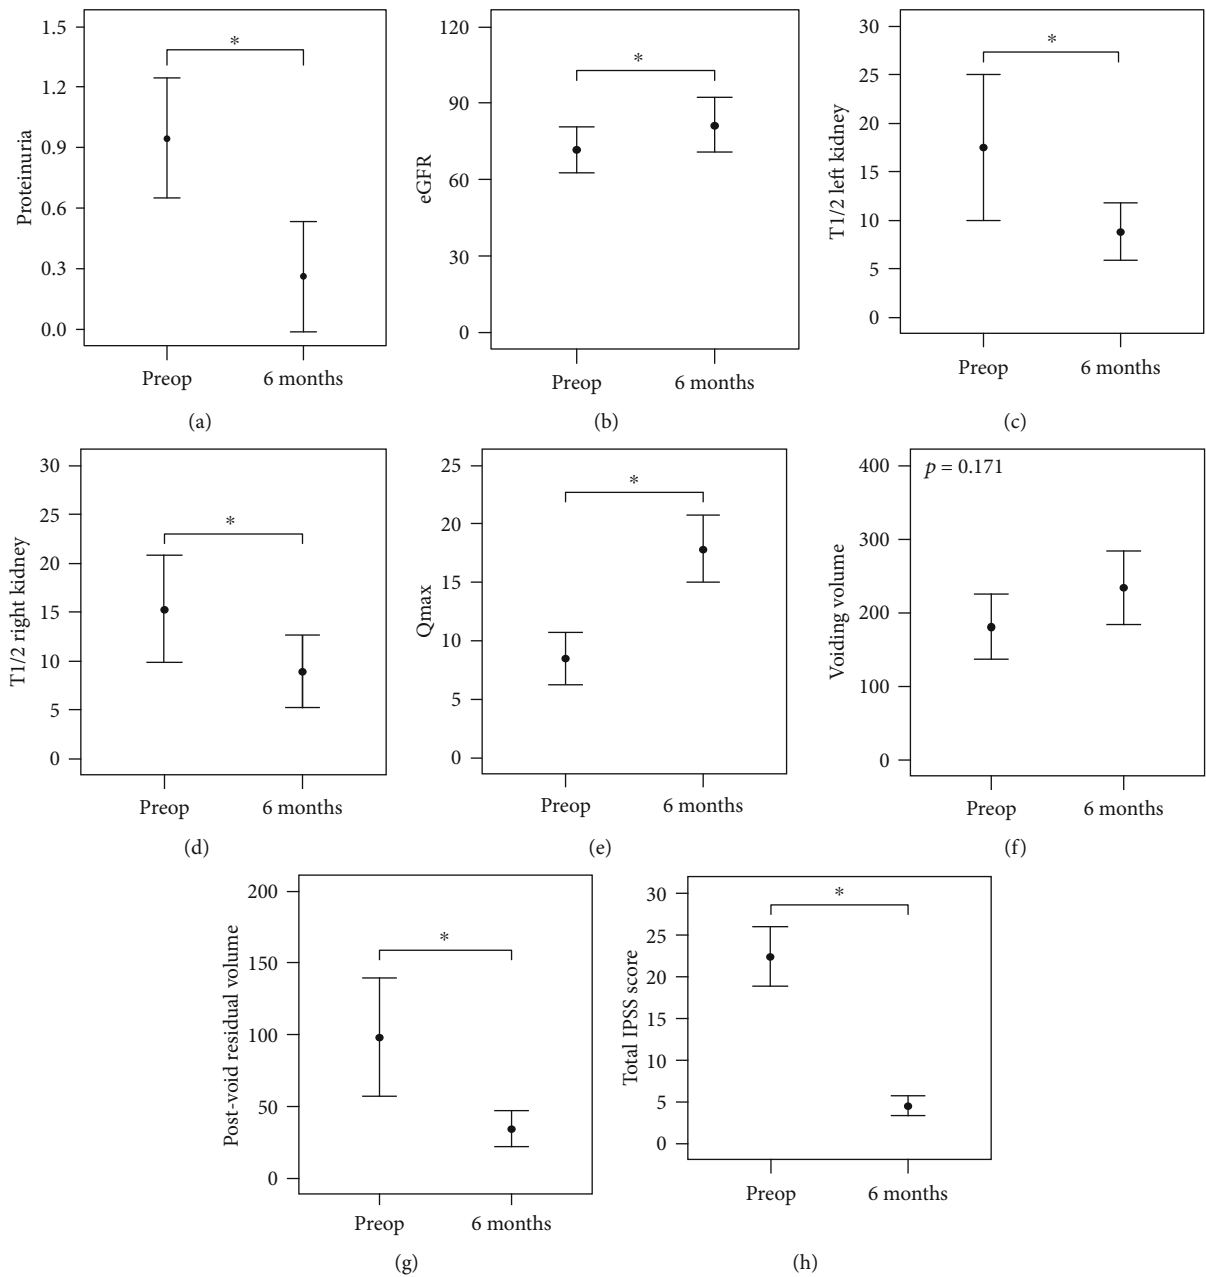 1.5
1.2
0.9
0.6
0.3
0.0
Proteinuria
*
Preop
6 months
(a)
120
90
60
30
0
eGFR
*
Preop
6 months
(b)
30
25
20
15
10
5
0
T1/2 left kidney
*
Preop
6 months
(c)
30
25
20
15
10
5
0
T1/2 right kidney
*
Preop
6 months
(d)
25
20
15
10
5
0
Qmax
*
Preop
6 months
(e)
400
300
200
100
0
Voiding volume
p = 0.171
Preop
6 months
(f)
200
150
100
50
0
Post-void residual volume
*
Preop
6 months
(g)
30
25
20
15
10
5
0
Total IPSS score
*
Preop
6 months
(h)